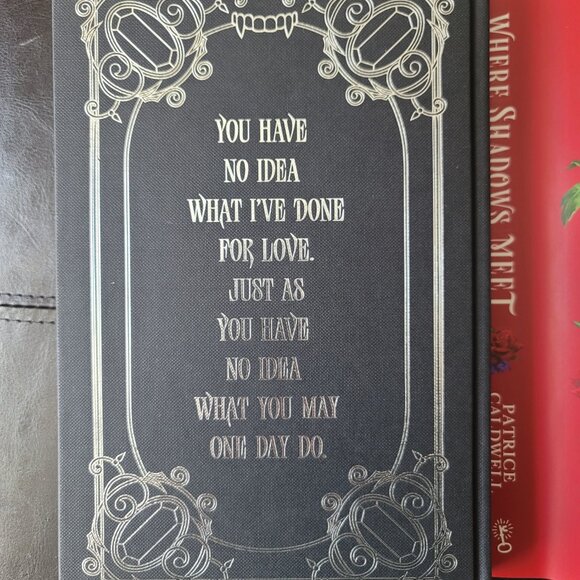 YOU HAVE
NO IDEA
WHAT I'VE DONE
FOR LOVE.
JUST AS
YOU HAVE
NO IDEA
WHAT YOU MAY
ONE DAY DO.
WHERE SHADOWS MEET
PATRICE
CALDWELL